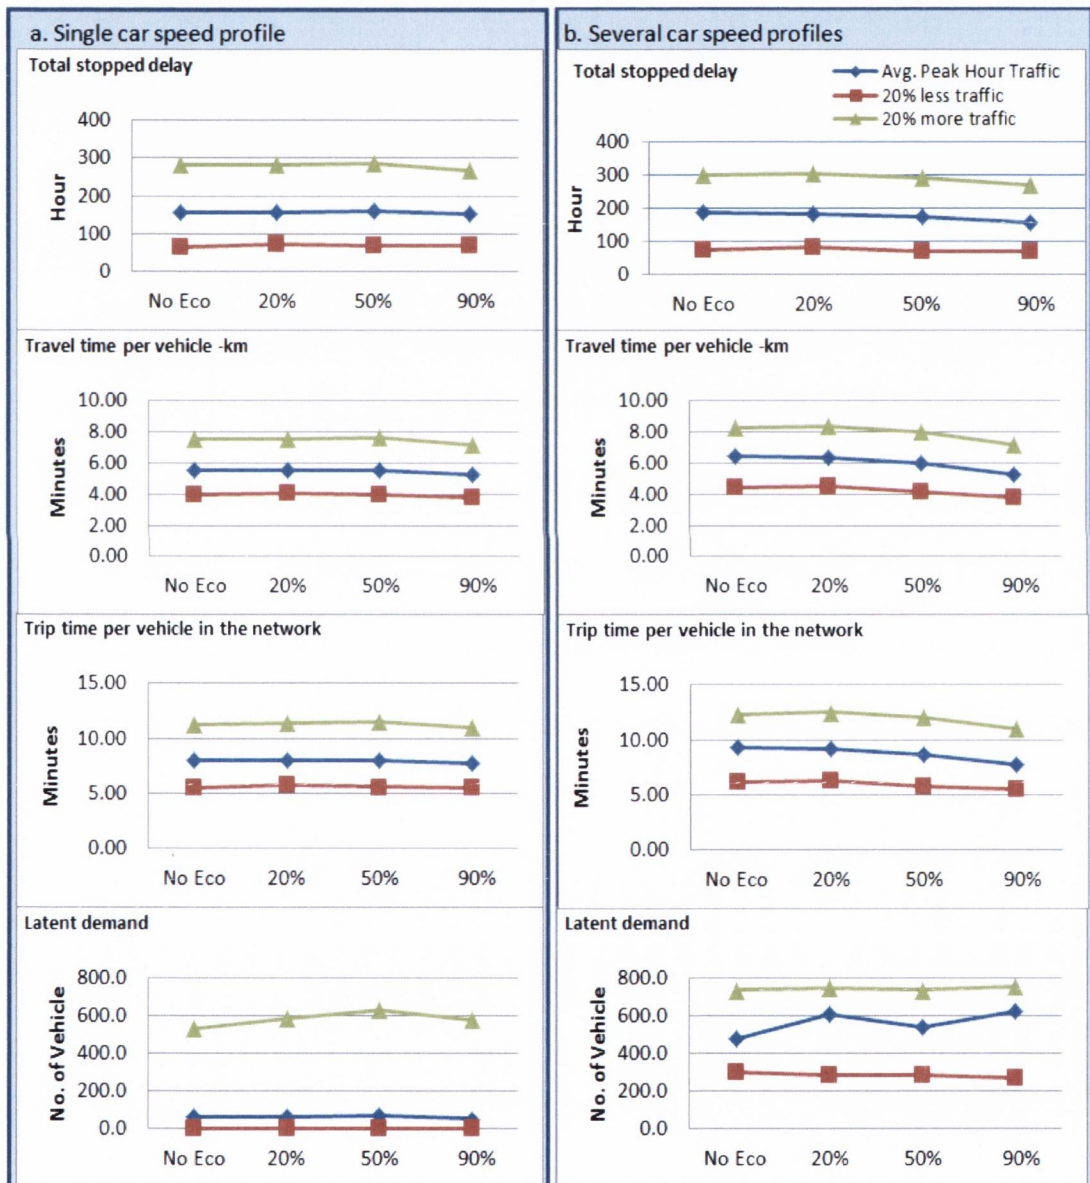 a. Single car speed profile
Total stopped delay
400
300
200
100
0
Hour
No Eco 20% 50% 90%
Travel time per vehicle -km
10.00
8.00
6.00
4.00
2.00
0.00
Minutes
No Eco 20% 50% 90%
Trip time per vehicle in the network
15.00
10.00
5.00
0.00
Minutes
No Eco 20% 50% 90%
Latent demand
800.0
600.0
400.0
200.0
0.0
No. of Vehicle
No Eco 20% 50% 90%
b. Several car speed profiles
Total stopped delay
Avg. Peak Hour Traffic
20% less traffic
20% more traffic
400
300
200
100
0
Hour
No Eco 20% 50% 90%
Travel time per vehicle -km
10.00
8.00
6.00
4.00
2.00
0.00
Minutes
No Eco 20% 50% 90%
Trip time per vehicle in the network
15.00
10.00
5.00
0.00
Minutes
No Eco 20% 50% 90%
Latent demand
800.0
600.0
400.0
200.0
0.0
No. of Vehicle
No Eco 20% 50% 90%